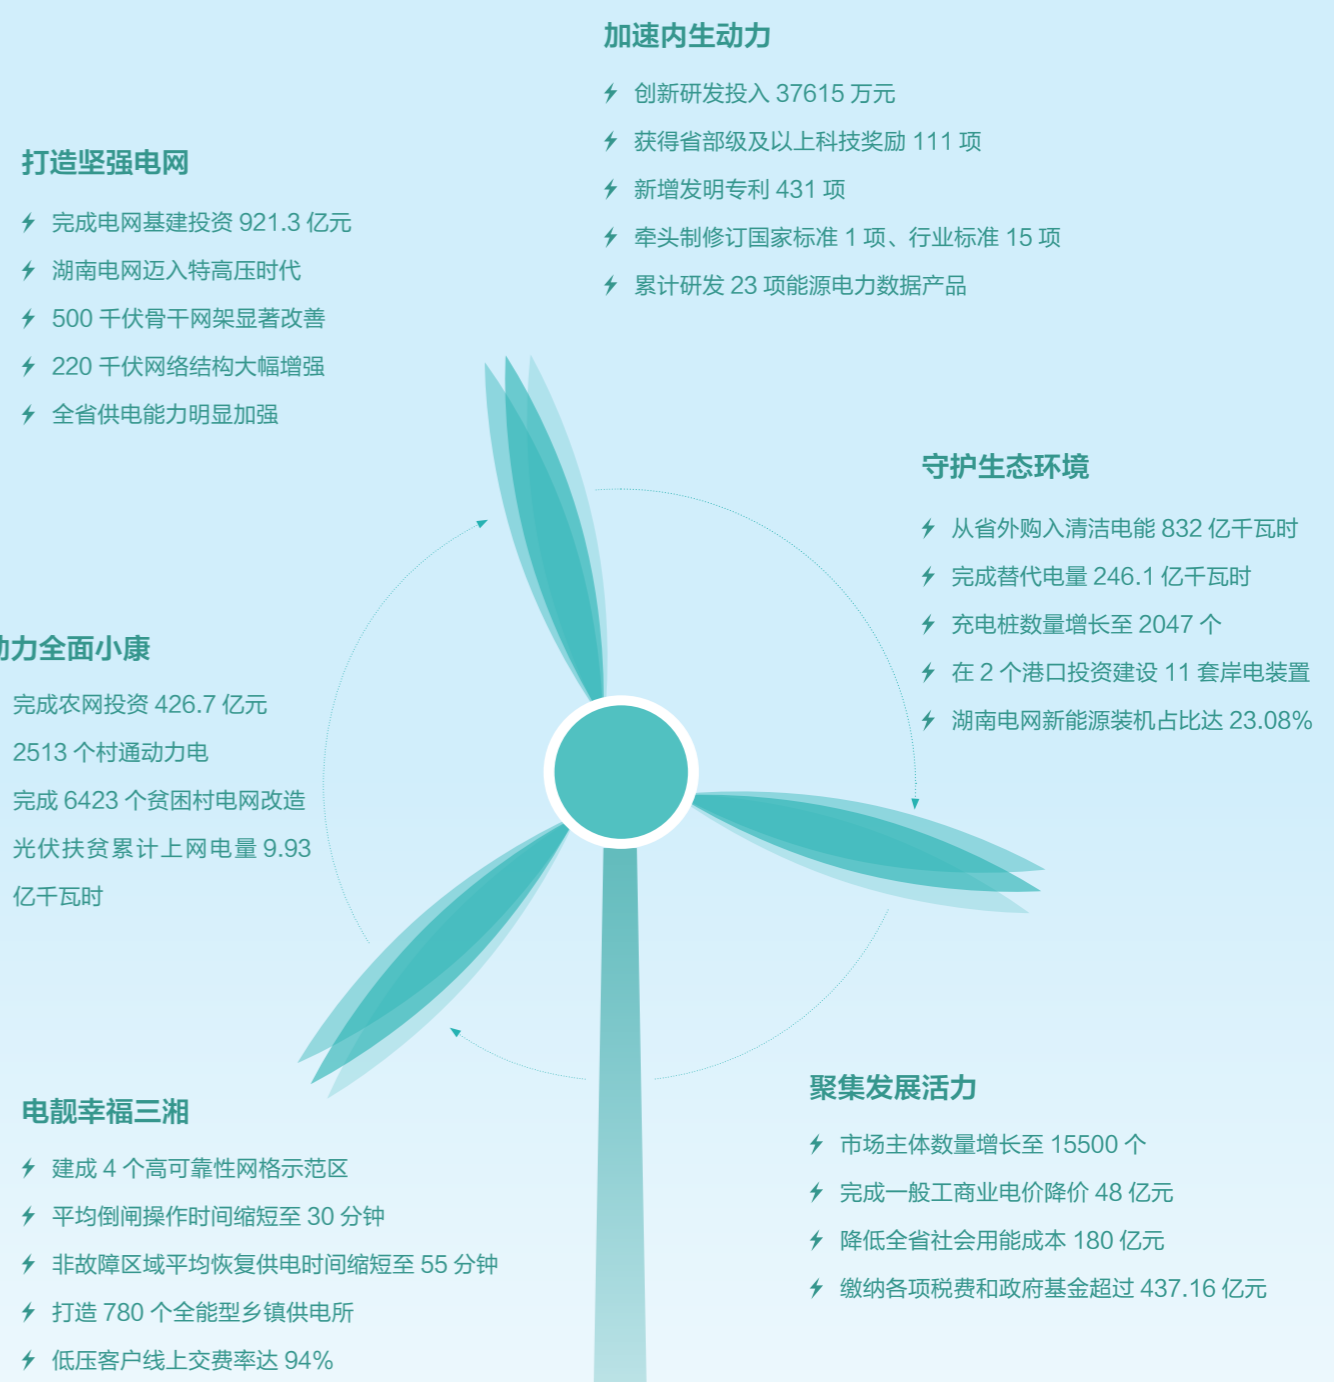 加速内生动力
创新研发投入 37615 万元
获得省部级及以上科技奖励 111 项
新增发明专利 431 项
牵头制修订国家标准 1 项、行业标准 15 项
累计研发 23 项能源电力数据产品
打造坚强电网
完成电网基建投资 921.3 亿元
湖南电网迈入特高压时代
500 千伏骨干网架显著改善
220 千伏网络结构大幅增强
全省供电能力明显加强
守护生态环境
从省外购入清洁电能 832 亿千瓦时
完成替代电量 246.1 亿千瓦时
充电桩数量增长至 2047 个
在 2 个港口投资建设 11 套岸电装置
湖南电网新能源装机占比达 23.08%
力全面小康
完成农网投资 426.7 亿元
2513 个村通动力电
完成 6423 个贫困村电网改造
光伏扶贫累计上网电量 9.93
亿千瓦时
聚集发展活力
市场主体数量增长至 15500 个
完成一般工商业电价降价 48 亿元
降低全省社会用能成本 180 亿元
缴纳各项税费和政府基金超过 437.16 亿元
电靓幸福三湘
建成 4 个高可靠性网格示范区
平均倒闸操作时间缩短至 30 分钟
非故障区域平均恢复供电时间缩短至 55 分钟
打造 780 个全能型乡镇供电所
低压客户线上交费率达 94%